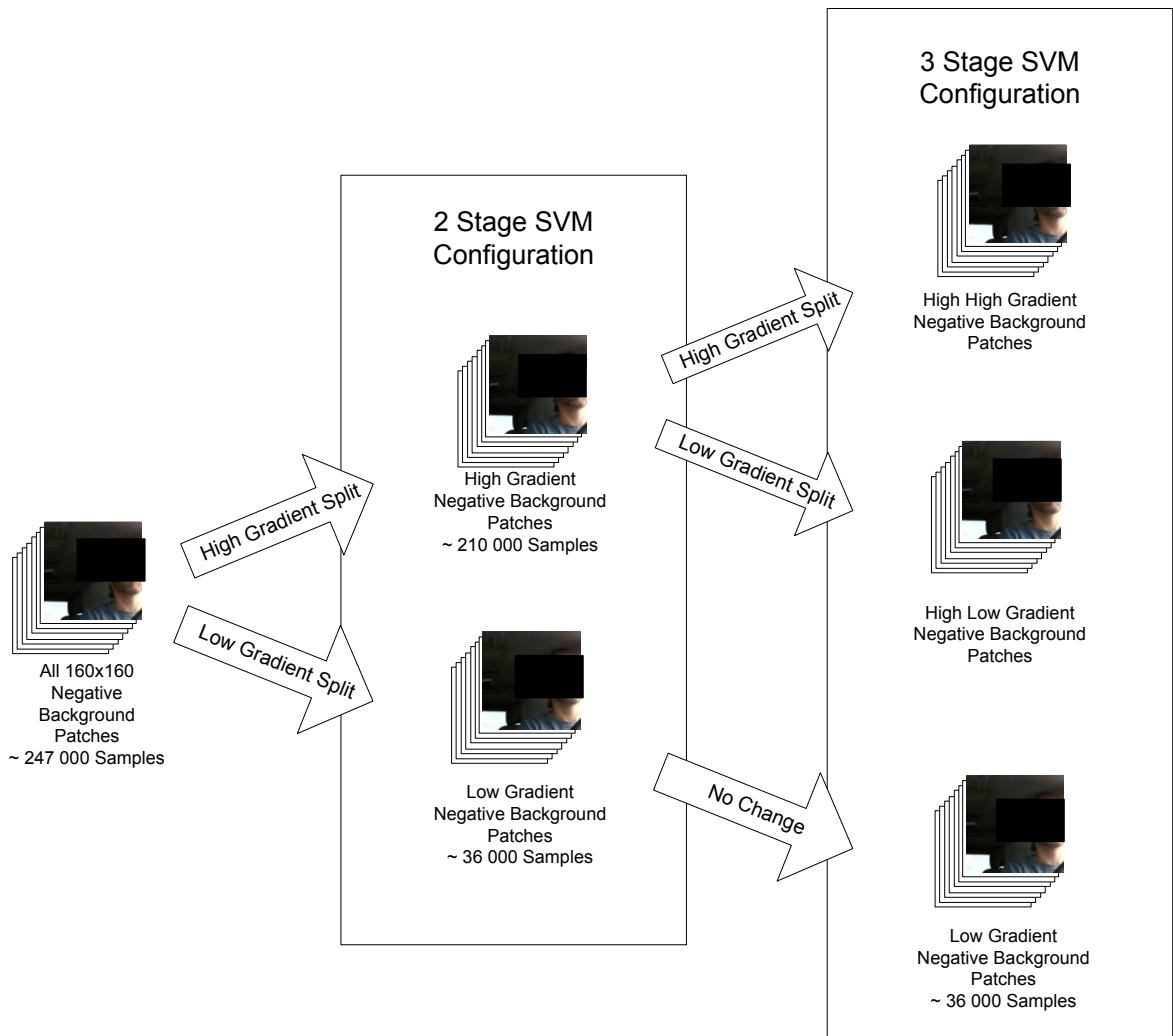 All 160x160
Negative
Background
Patches
~ 247 000 Samples
High Gradient Split
Low Gradient Split
2 Stage SVM
Configuration
High Gradient
Negative Background
Patches
~ 210 000 Samples
Low Gradient
Negative Background
Patches
~ 36 000 Samples
High Gradient Split
Low Gradient Split
No Change
3 Stage SVM
Configuration
High High Gradient
Negative Background
Patches
High Low Gradient
Negative Background
Patches
Low Gradient
Negative Background
Patches
~ 36 000 Samples